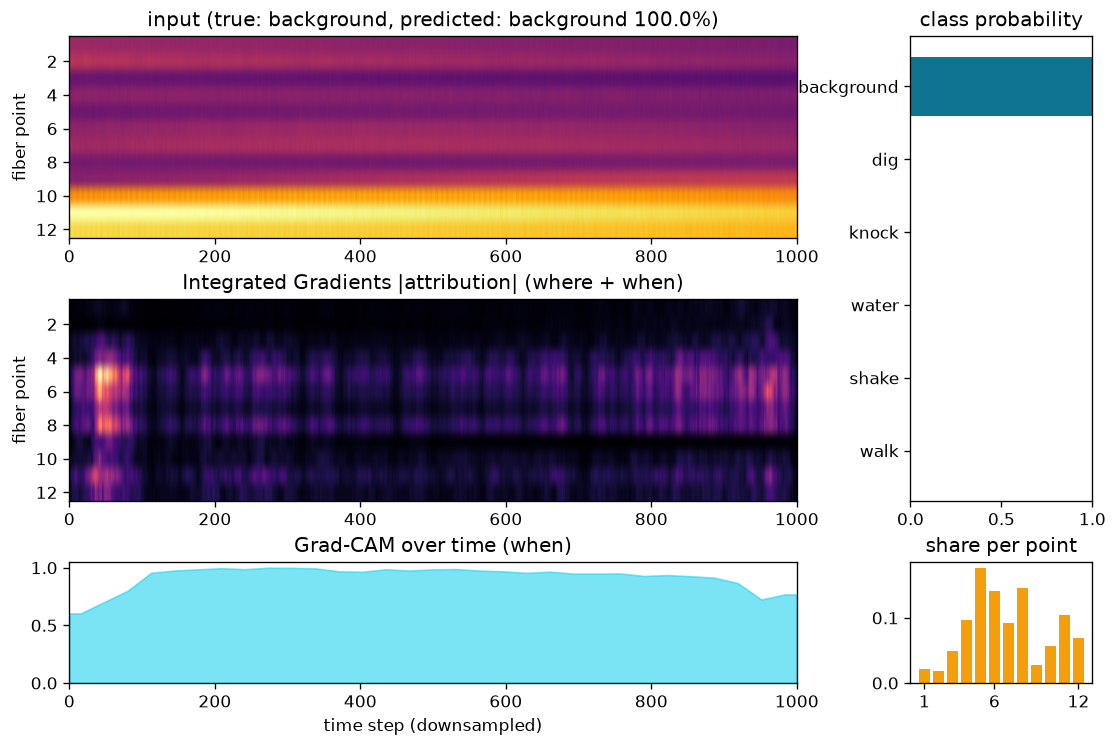 input (true: background, predicted: background 100.0%)
fiber point
2
4
6
8
10
12
0
200
400
600
800
1000
class probability
background
dig
knock
water
shake
walk
0.0
0.5
1.0
Integrated Gradients |attribution| (where + when)
fiber point
2
4
6
8
10
12
0
200
400
600
800
1000
Grad-CAM over time (when)
1.0
0.5
0.0
0
200
400
600
800
1000
time step (downsampled)
share per point
0.1
0.0
1
6
12